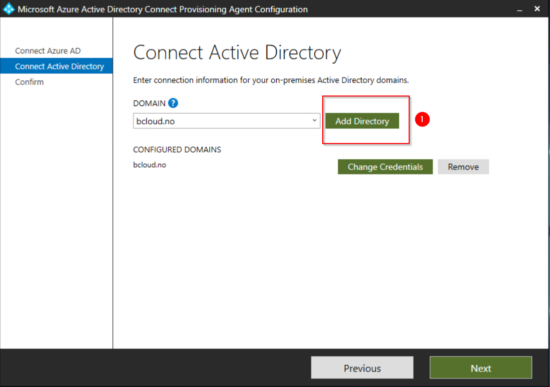 Microsoft Azure Active Directory Connect Provisioning Agent Configuration
Connect Azure AD
Connect Active Directory
Confirm
Connect Active Directory
Enter connection information for your on-premises Active Directory domains.
DOMAIN ?
bcloud.no
Add Directory
1
CONFIGURED DOMAINS
bcloud.no
Change Credentials
Remove
Previous
Next